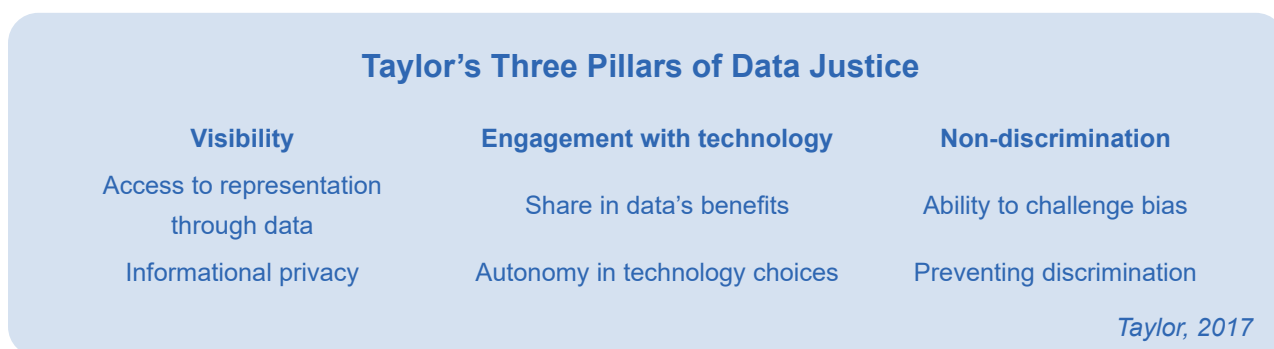 Taylor’s Three Pillars of Data Justice
Visibility
Engagement with technology
Non-discrimination
Access to representation
through data
Share in data’s benefits
Ability to challenge bias
Informational privacy
Autonomy in technology choices
Preventing discrimination
Taylor, 2017